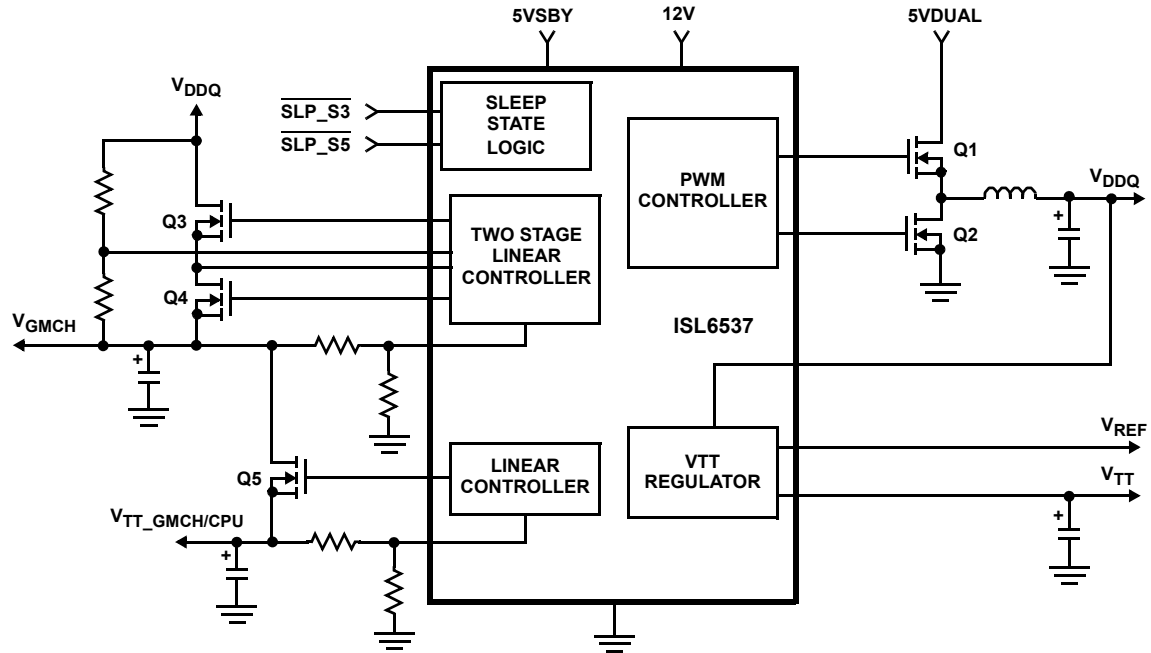 5VSBY
12V
5VDUAL
VDDQ
SLP_S3
SLP_S5
SLEEP
STATE
LOGIC
PWM
CONTROLLER
Q1
VDDQ
Q3
TWO STAGE
LINEAR
CONTROLLER
Q2
Q4
VGMCH
+
+
ISL6537
Q5
LINEAR
CONTROLLER
VTT
REGULATOR
VREF
VTT
VTT_GMCH/CPU
+
+